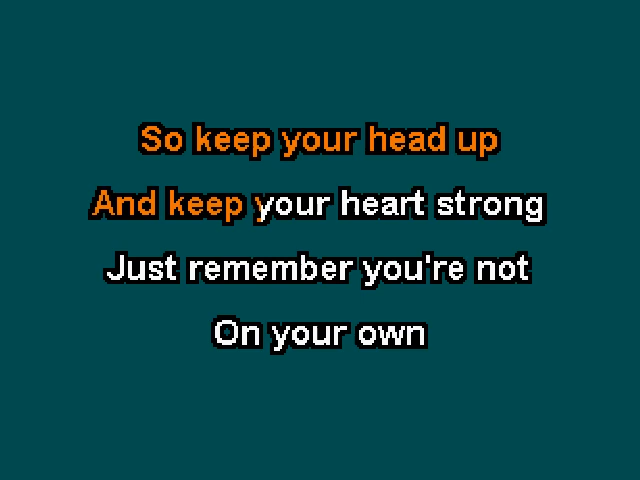 So keep your head up
And keep your heart strong
Just remember you're not
On your own